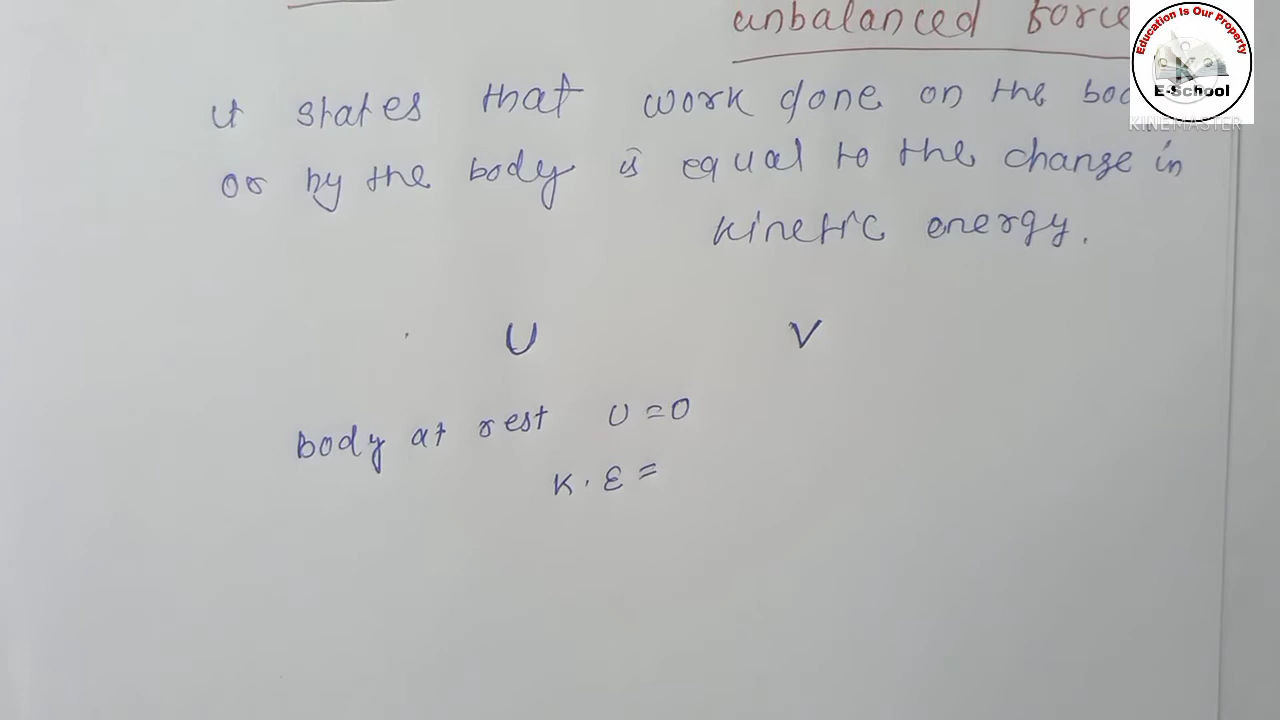 unbalanced force
Education Is Our Property
K
E-School
KINEMASTER
It states that work done on the bod
or by the body is equal to the change in
kinetic energy.
U V
body at rest U = 0
K.E =